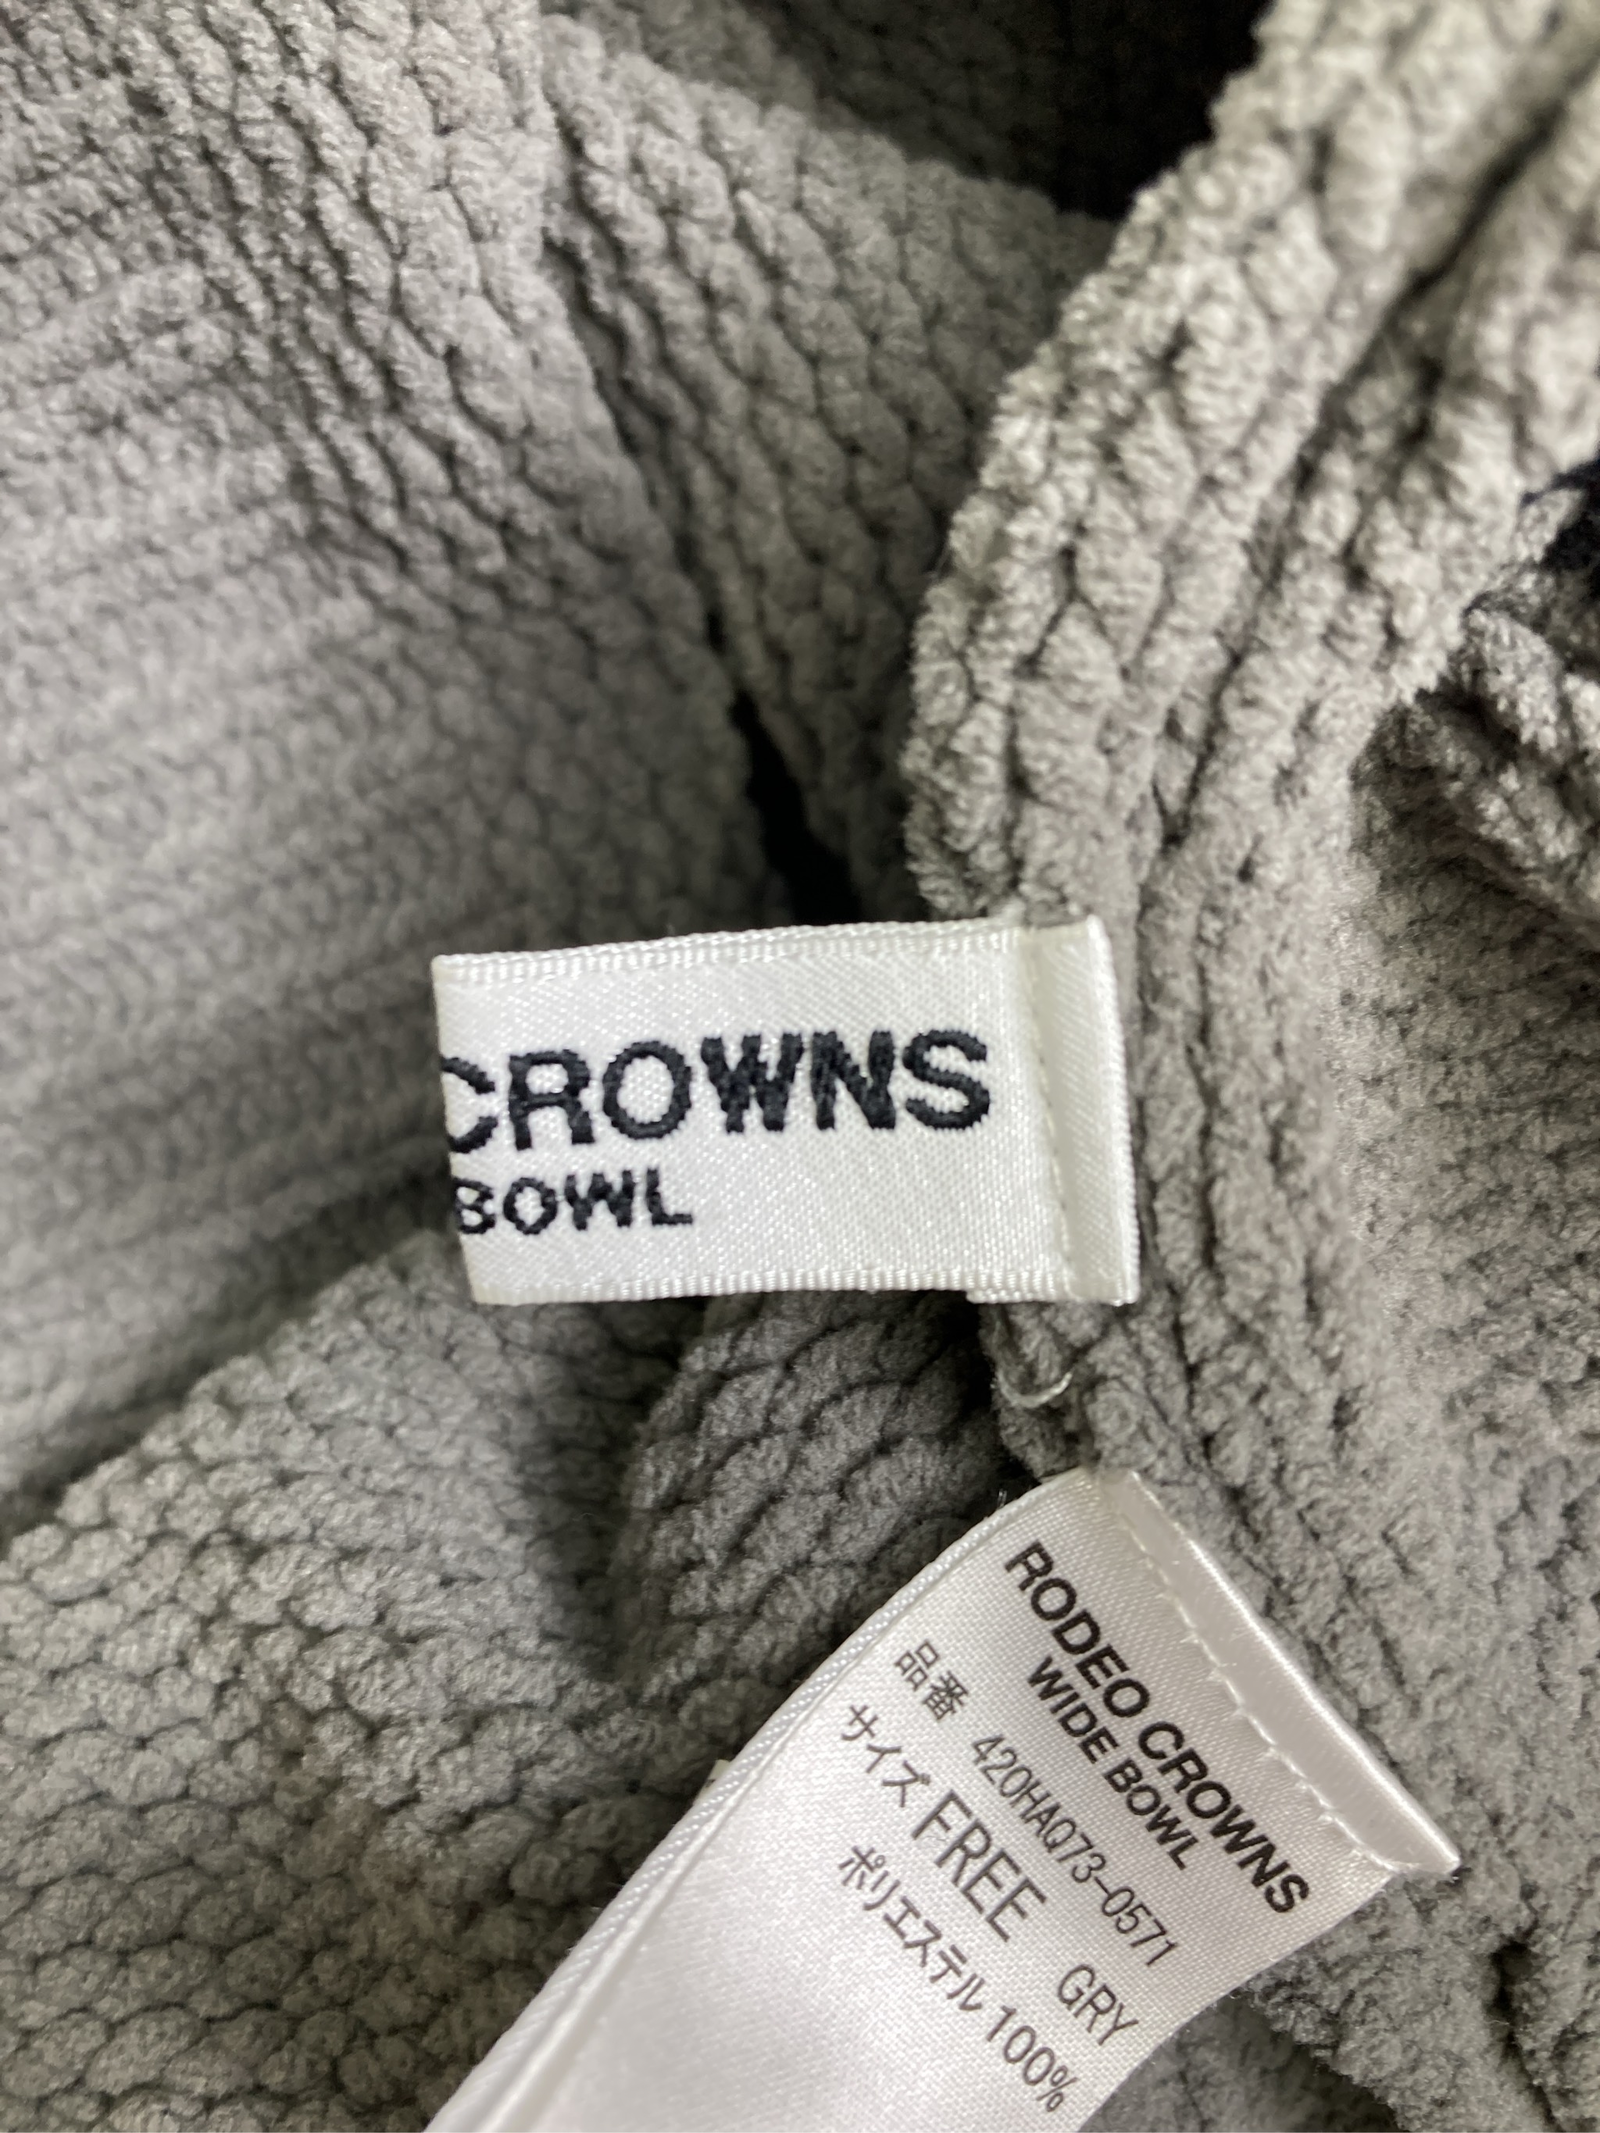 CROWNS
BOWL
RODEO CROWNS
WIDE BOWL
品番 420HAQ73-0571
サイズ FREE GRY
ポリエステル 100%